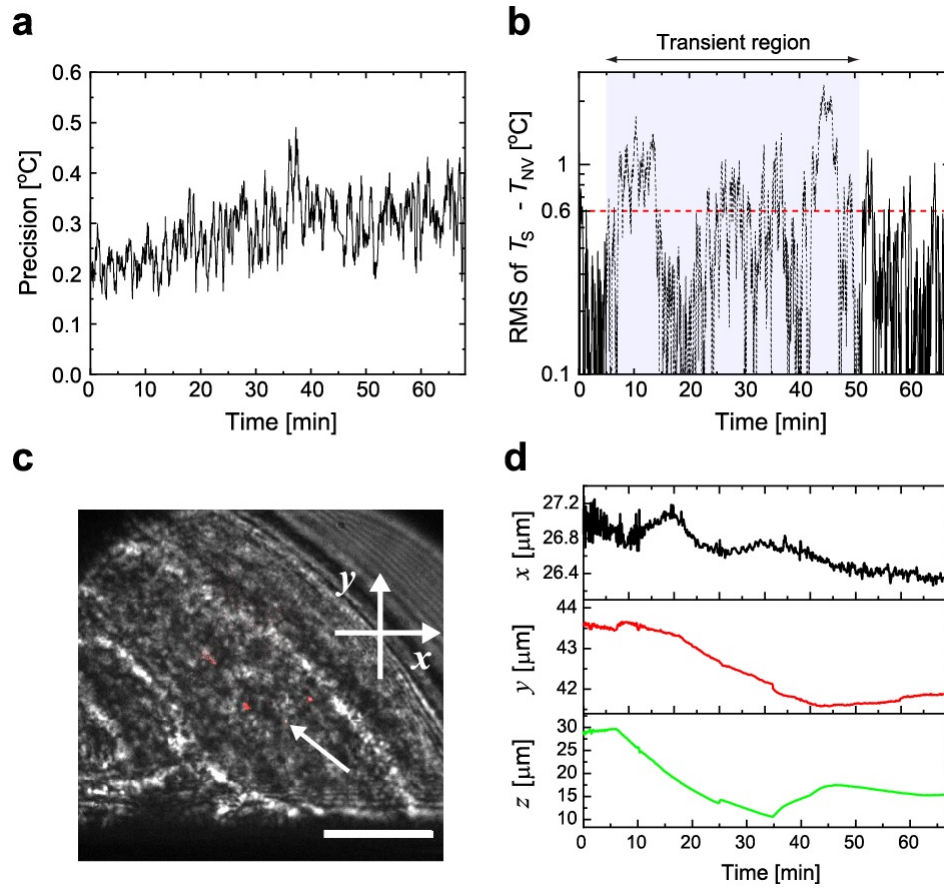 a
Precision [°C]
0.6
0.5
0.4
0.3
0.2
0.1
0.0
0 10 20 30 40 50 60
Time [min]
b
Transient region
RMS of T_S - T_NV [°C]
1
0.6
0.1
0 10 20 30 40 50 60
Time [min]
c
y
x
d
x [μm]
27.2
26.8
26.4
y [μm]
44
43
42
z [μm]
30
25
20
15
10
0 10 20 30 40 50 60
Time [min]